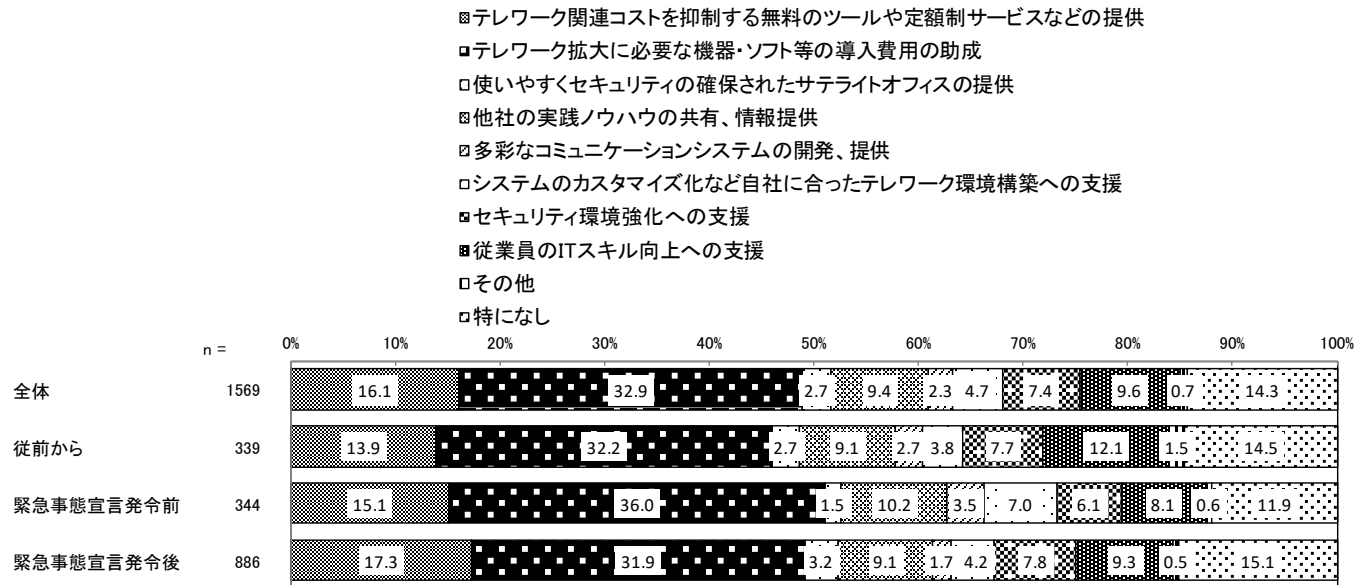 テレワーク関連コストを抑制する無料のツールや定額制サービスなどの提供
テレワーク拡大に必要な機器・ソフト等の導入費用の助成
使いやすくセキュリティの確保されたサテライトオフィスの提供
他社の実践ノウハウの共有、情報提供
多彩なコミュニケーションシステムの開発、提供
システムのカスタマイズ化など自社に合ったテレワーク環境構築への支援
セキュリティ環境強化への支援
従業員のITスキル向上への支援
その他
特になし
n = 0% 10% 20% 30% 40% 50% 60% 70% 80% 90% 100%
全体 1569 16.1 32.9 2.7 9.4 2.3 4.7 7.4 9.6 0.7 14.3
従前から 339 13.9 32.2 2.7 9.1 2.7 3.8 7.7 12.1 1.5 14.5
緊急事態宣言発令前 344 15.1 36.0 1.5 10.2 3.5 7.0 6.1 8.1 0.6 11.9
緊急事態宣言発令後 886 17.3 31.9 3.2 9.1 1.7 4.2 7.8 9.3 0.5 15.1